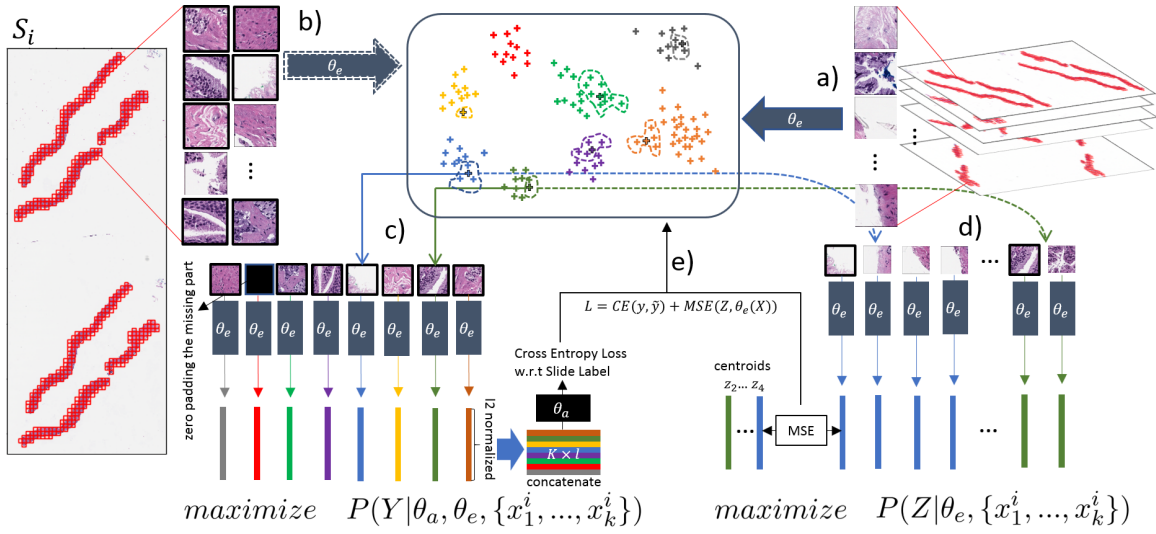 S_i
b)
θ_e
a)
θ_e
c)
d)
e)
zero padding the missing part
θ_e
θ_e
θ_e
θ_e
θ_e
θ_e
θ_e
θ_e
L = CE(y, ỹ) + MSE(Z, θ_e(X))
θ_e
θ_e
θ_e
θ_e
θ_e
θ_e
Cross Entropy Loss
w.r.t Slide Label
θ_a
l2 normalized
K × l
concatenate
centroids
z_2... z_4
MSE
maximize P(Y|θ_a, θ_e, {x_1^i, ..., x_k^i})
maximize P(Z|θ_e, {x_1^i, ..., x_k^i})